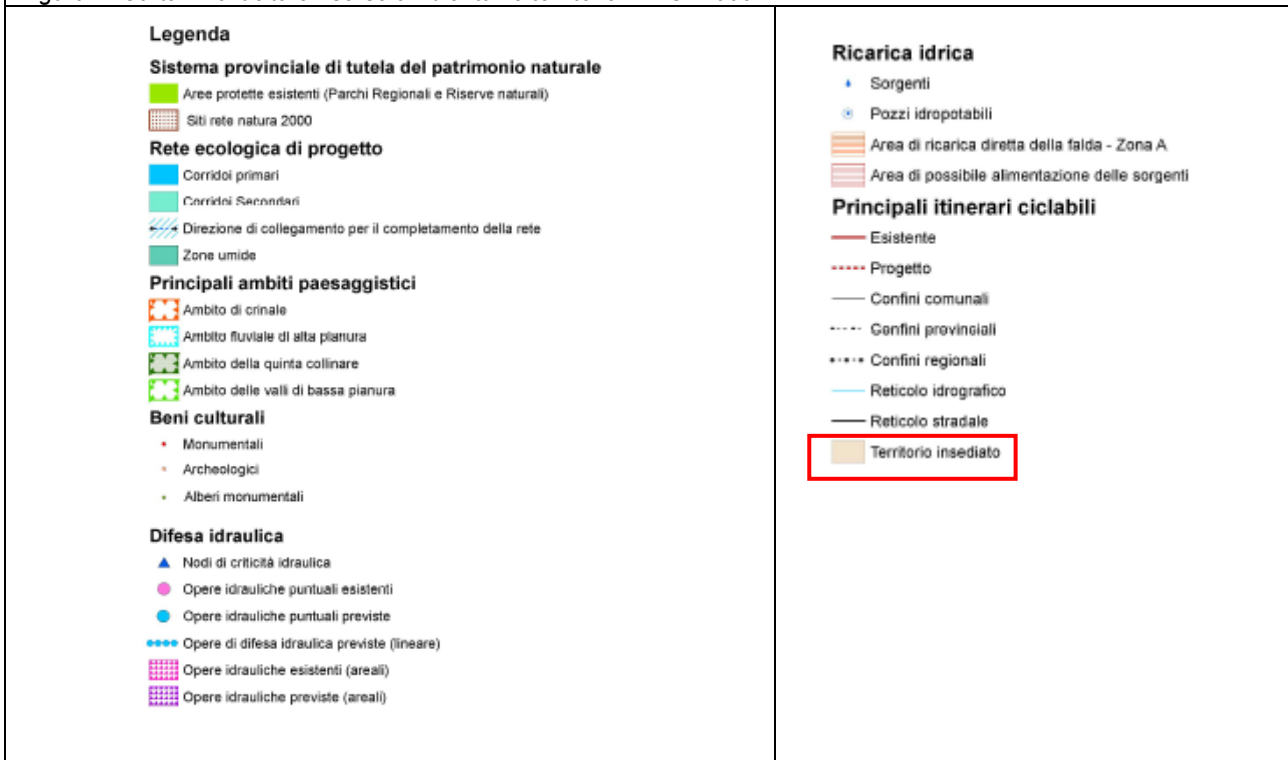 Legenda
Sistema provinciale di tutela del patrimonio naturale
Aree protette esistenti (Parchi Regionali e Riserve naturali)
Siti rete natura 2000
Rete ecologica di progetto
Corridoi primari
Corridoi Secondari
Direzione di collegamento per il completamento della rete
Zone umide
Principali ambiti paesaggistici
Ambito di crinale
Ambito fluviale di alta pianura
Ambito della quinta collinare
Ambito delle valli di bassa pianura
Beni culturali
Monumentali
Archeologici
Alberi monumentali
Difesa idraulica
Nodi di criticità idraulica
Opere idrauliche puntuali esistenti
Opere idrauliche puntuali previste
Opere di difesa idraulica previste (lineare)
Opere idrauliche esistenti (areali)
Opere idrauliche previste (areali)
Ricarica idrica
Sorgenti
Pozzi idropotabili
Area di ricarica diretta della falda - Zona A
Area di possibile alimentazione delle sorgenti
Principali itinerari ciclabili
Esistente
Progetto
Confini comunali
Confini provinciali
Confini regionali
Reticolo idrografico
Reticolo stradale
Territorio insediato